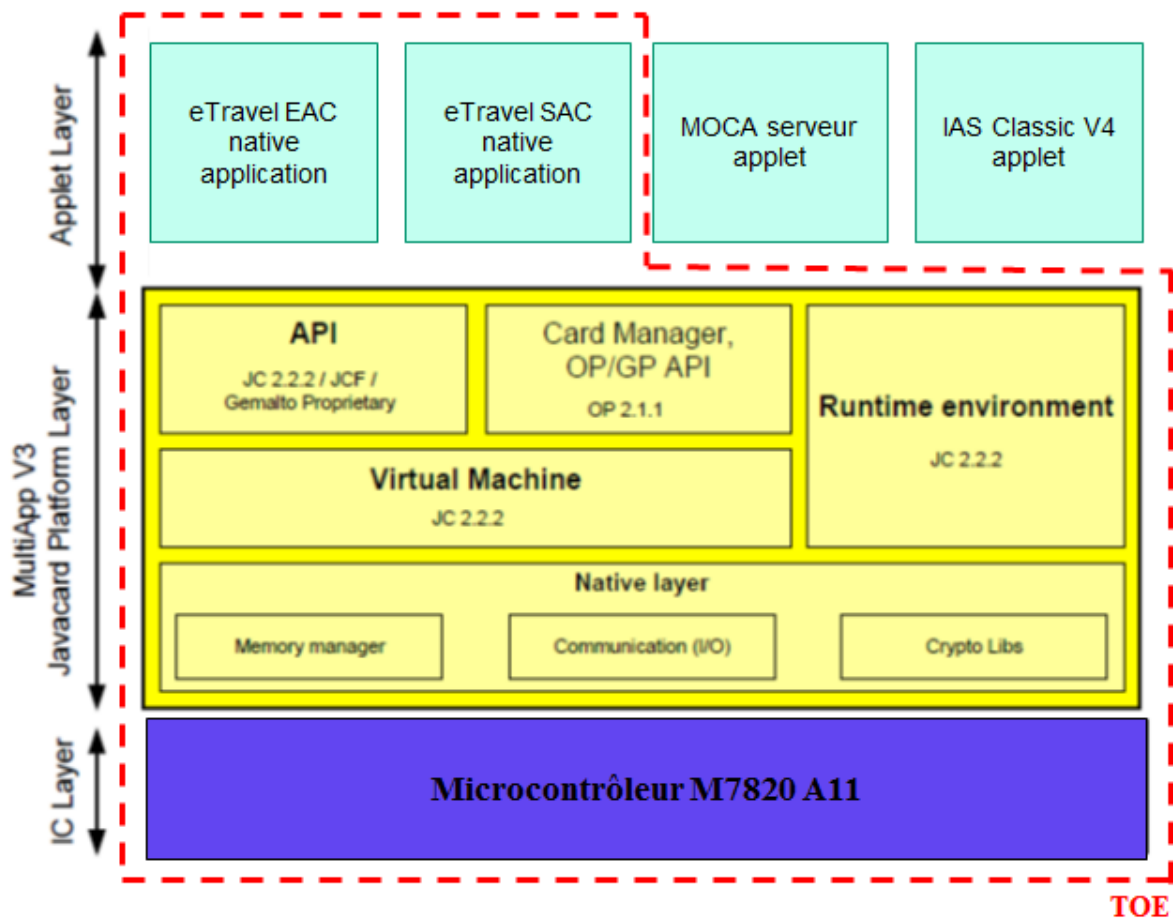 Applet Layer
eTravel EAC
native
application
eTravel SAC
native
application
MOCA serveur
applet
IAS Classic V4
applet
MultiApp V3
Javacard Platform Layer
API
JC 2.2.2 / JCF /
Gemalto Proprietary
Card Manager,
OP/GP API
OP 2.1.1
Runtime environment
JC 2.2.2
Virtual Machine
JC 2.2.2
Native layer
Memory manager
Communication (I/O)
Crypto Libs
IC Layer
Microcontrôleur M7820 A11
TOE